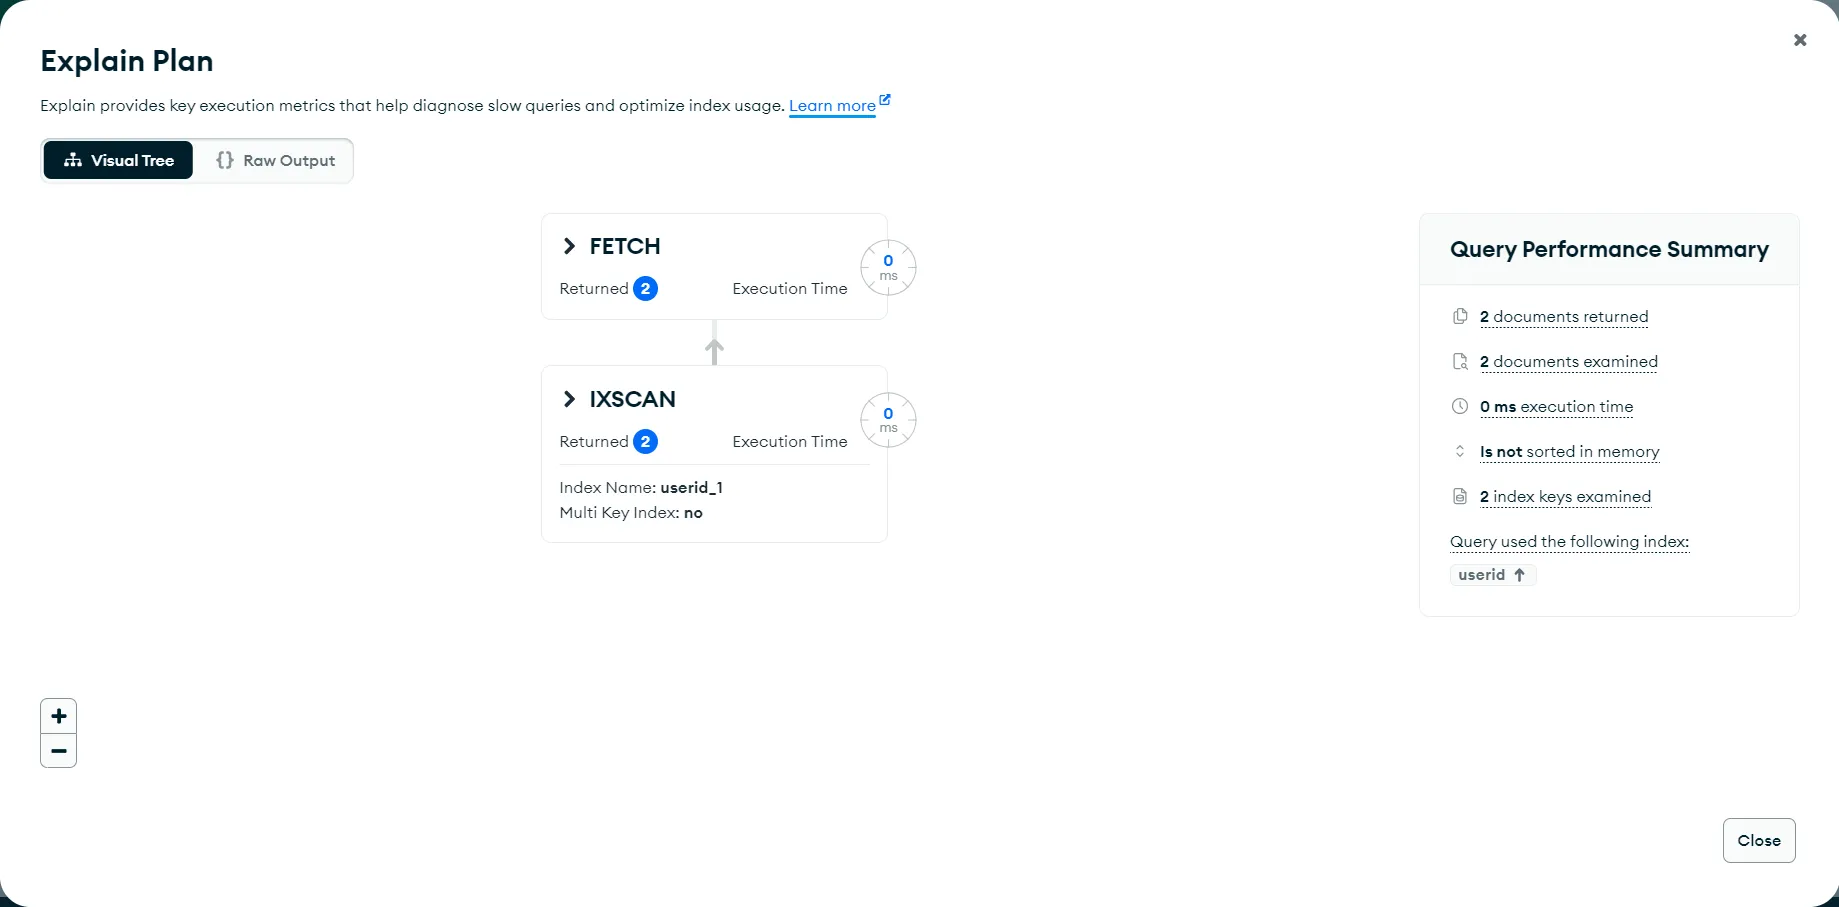 Explain Plan
Explain provides key execution metrics that help diagnose slow queries and optimize index usage. Learn more
Visual Tree
{} Raw Output
FETCH
Returned 2 Execution Time 0 ms
IXSCAN
Returned 2 Execution Time 0 ms
Index Name: userid_1
Multi Key Index: no
Query Performance Summary
2 documents returned
2 documents examined
0 ms execution time
Is not sorted in memory
2 index keys examined
Query used the following index:
userid ↑
+
−
Close